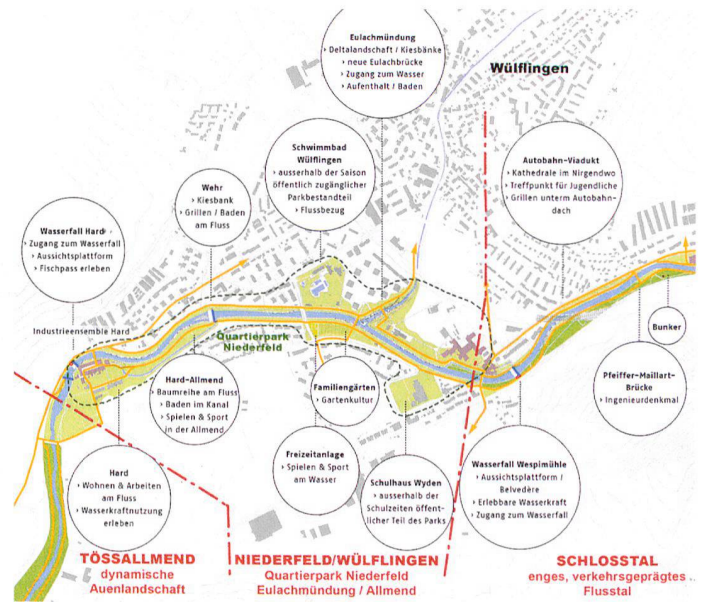 Eulachmündung
› Deltalandschaft / Kiesbänke
› neue Eulachbrücke
› Zugang zum Wasser
› Aufenthalt / Baden
Wülflingen
Schwimmbad
Wülflingen
› ausserhalb der Saison
öffentlich zugänglicher
Parkbestandteil
› Flussbezug
Autobahn-Viadukt
› Kathedrale im Nirgendwo
› Treffpunkt für Jugendliche
› Grillen unterm Autobahn-
dach
Wehr
› Kiesbank
› Grillen / Baden
am Fluss
Wasserfall Hard
› Zugang zum Wasserfall
› Aussichtsplattform
› Fischpass erleben
Industrieensemble Hard
Quartierpark
Niederfeld
Bunker
Hard-Allmend
› Baumreihe am Fluss
› Baden im Kanal
› Spielen & Sport
in der Allmend
Familiengärten
› Gartenkultur
Pfeiffer-Maillart-
Brücke
› Ingenieurdenkmal
Freizeitanlage
› Spielen & Sport
am Wasser
Hard
› Wohnen & Arbeiten
am Fluss
› Wasserkraftnutzung
erleben
Schulhaus Wyden
› ausserhalb der
Schulzeiten öffent-
licher Teil des Parks
Wasserfall Wespimühle
› Aussichtsplattform /
Belvedère
› Erlebbare Wasserkraft
› Zugang zum Wasserfall
TÖSSALLMEND
dynamische
Auenlandschaft
NIEDERFELD/WÜLFLINGEN
Quartierpark Niederfeld
Eulachmündung / Allmend
SCHLOSSTAL
enges, verkehrsgeprägtes
Flusstal